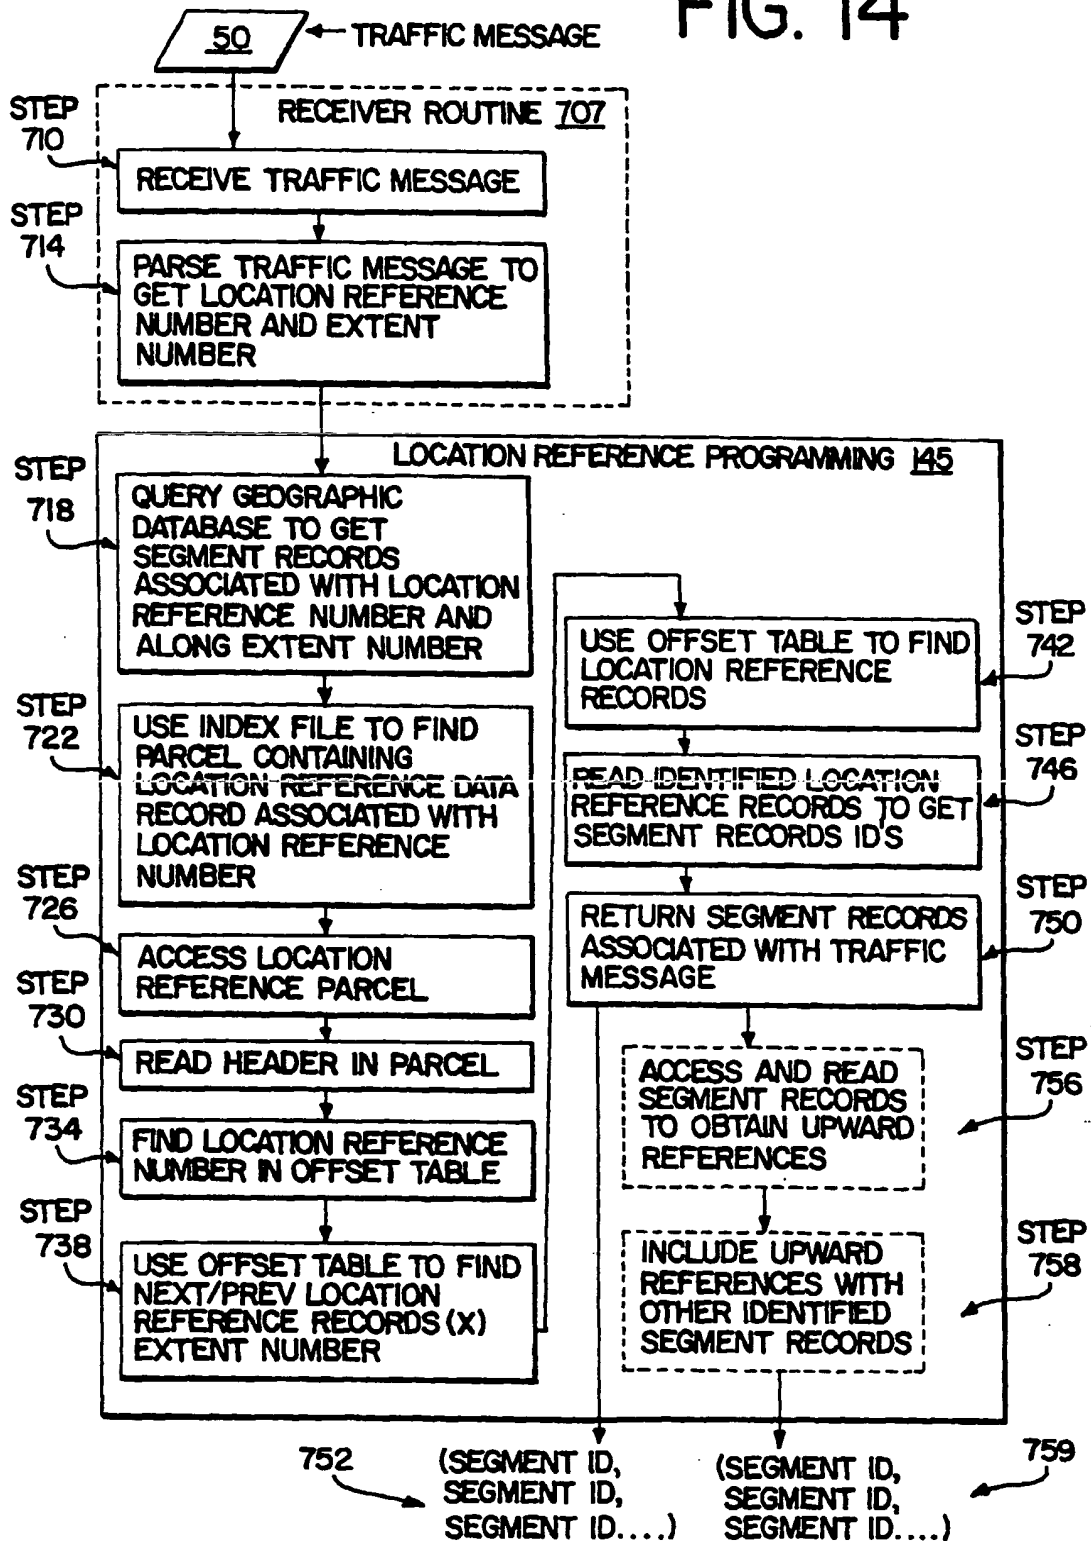 FIG. 14
50
TRAFFIC MESSAGE
RECEIVER ROUTINE 707
STEP
710
RECEIVE TRAFFIC MESSAGE
STEP
714
PARSE TRAFFIC MESSAGE TO
GET LOCATION REFERENCE
NUMBER AND EXTENT
NUMBER
LOCATION REFERENCE PROGRAMMING 145
STEP
718
QUERY GEOGRAPHIC
DATABASE TO GET
SEGMENT RECORDS
ASSOCIATED WITH LOCATION
REFERENCE NUMBER AND
ALONG EXTENT NUMBER
STEP
722
USE INDEX FILE TO FIND
PARCEL CONTAINING
LOCATION REFERENCE DATA
RECORD ASSOCIATED WITH
LOCATION REFERENCE
NUMBER
STEP
726
ACCESS LOCATION
REFERENCE PARCEL
STEP
730
READ HEADER IN PARCEL
STEP
734
FIND LOCATION REFERENCE
NUMBER IN OFFSET TABLE
STEP
738
USE OFFSET TABLE TO FIND
NEXT/PREV LOCATION
REFERENCE RECORDS (X)
EXTENT NUMBER
STEP
742
USE OFFSET TABLE TO FIND
LOCATION REFERENCE
RECORDS
STEP
746
READ IDENTIFIED LOCATION
REFERENCE RECORDS TO GET
SEGMENT RECORDS ID'S
STEP
750
RETURN SEGMENT RECORDS
ASSOCIATED WITH TRAFFIC
MESSAGE
STEP
756
ACCESS AND READ
SEGMENT RECORDS
TO OBTAIN UPWARD
REFERENCES
STEP
758
INCLUDE UPWARD
REFERENCES WITH
OTHER IDENTIFIED
SEGMENT RECORDS
752
(SEGMENT ID,
SEGMENT ID,
SEGMENT ID....)
759
(SEGMENT ID,
SEGMENT ID,
SEGMENT ID....)